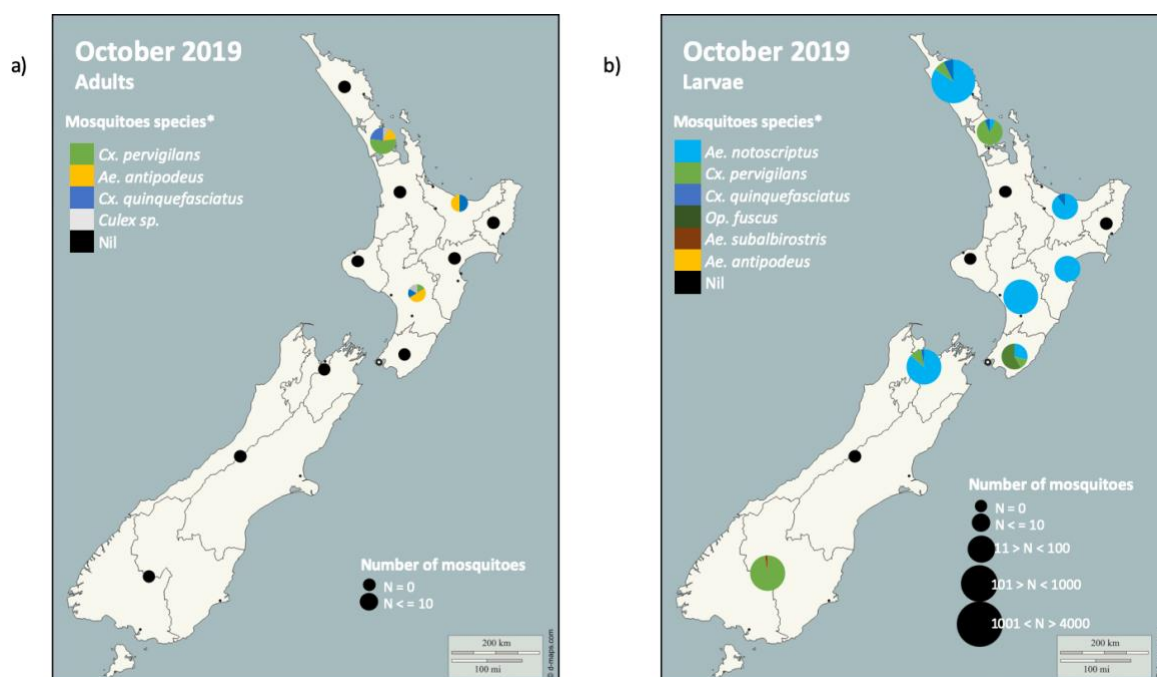 a)
October 2019
Adults
Mosquitoes species*
Cx. pervigilans
Ae. antipodeus
Cx. quinquefasciatus
Culex sp.
Nil
Number of mosquitoes
N = 0
N <= 10
200 km
100 mi
© d-maps.com
b)
October 2019
Larvae
Mosquitoes species*
Ae. notoscriptus
Cx. pervigilans
Cx. quinquefasciatus
Op. fuscus
Ae. subalbirostris
Ae. antipodeus
Nil
Number of mosquitoes
N = 0
N <= 10
11 > N < 100
101 > N < 1000
1001 < N > 4000
200 km
100 mi